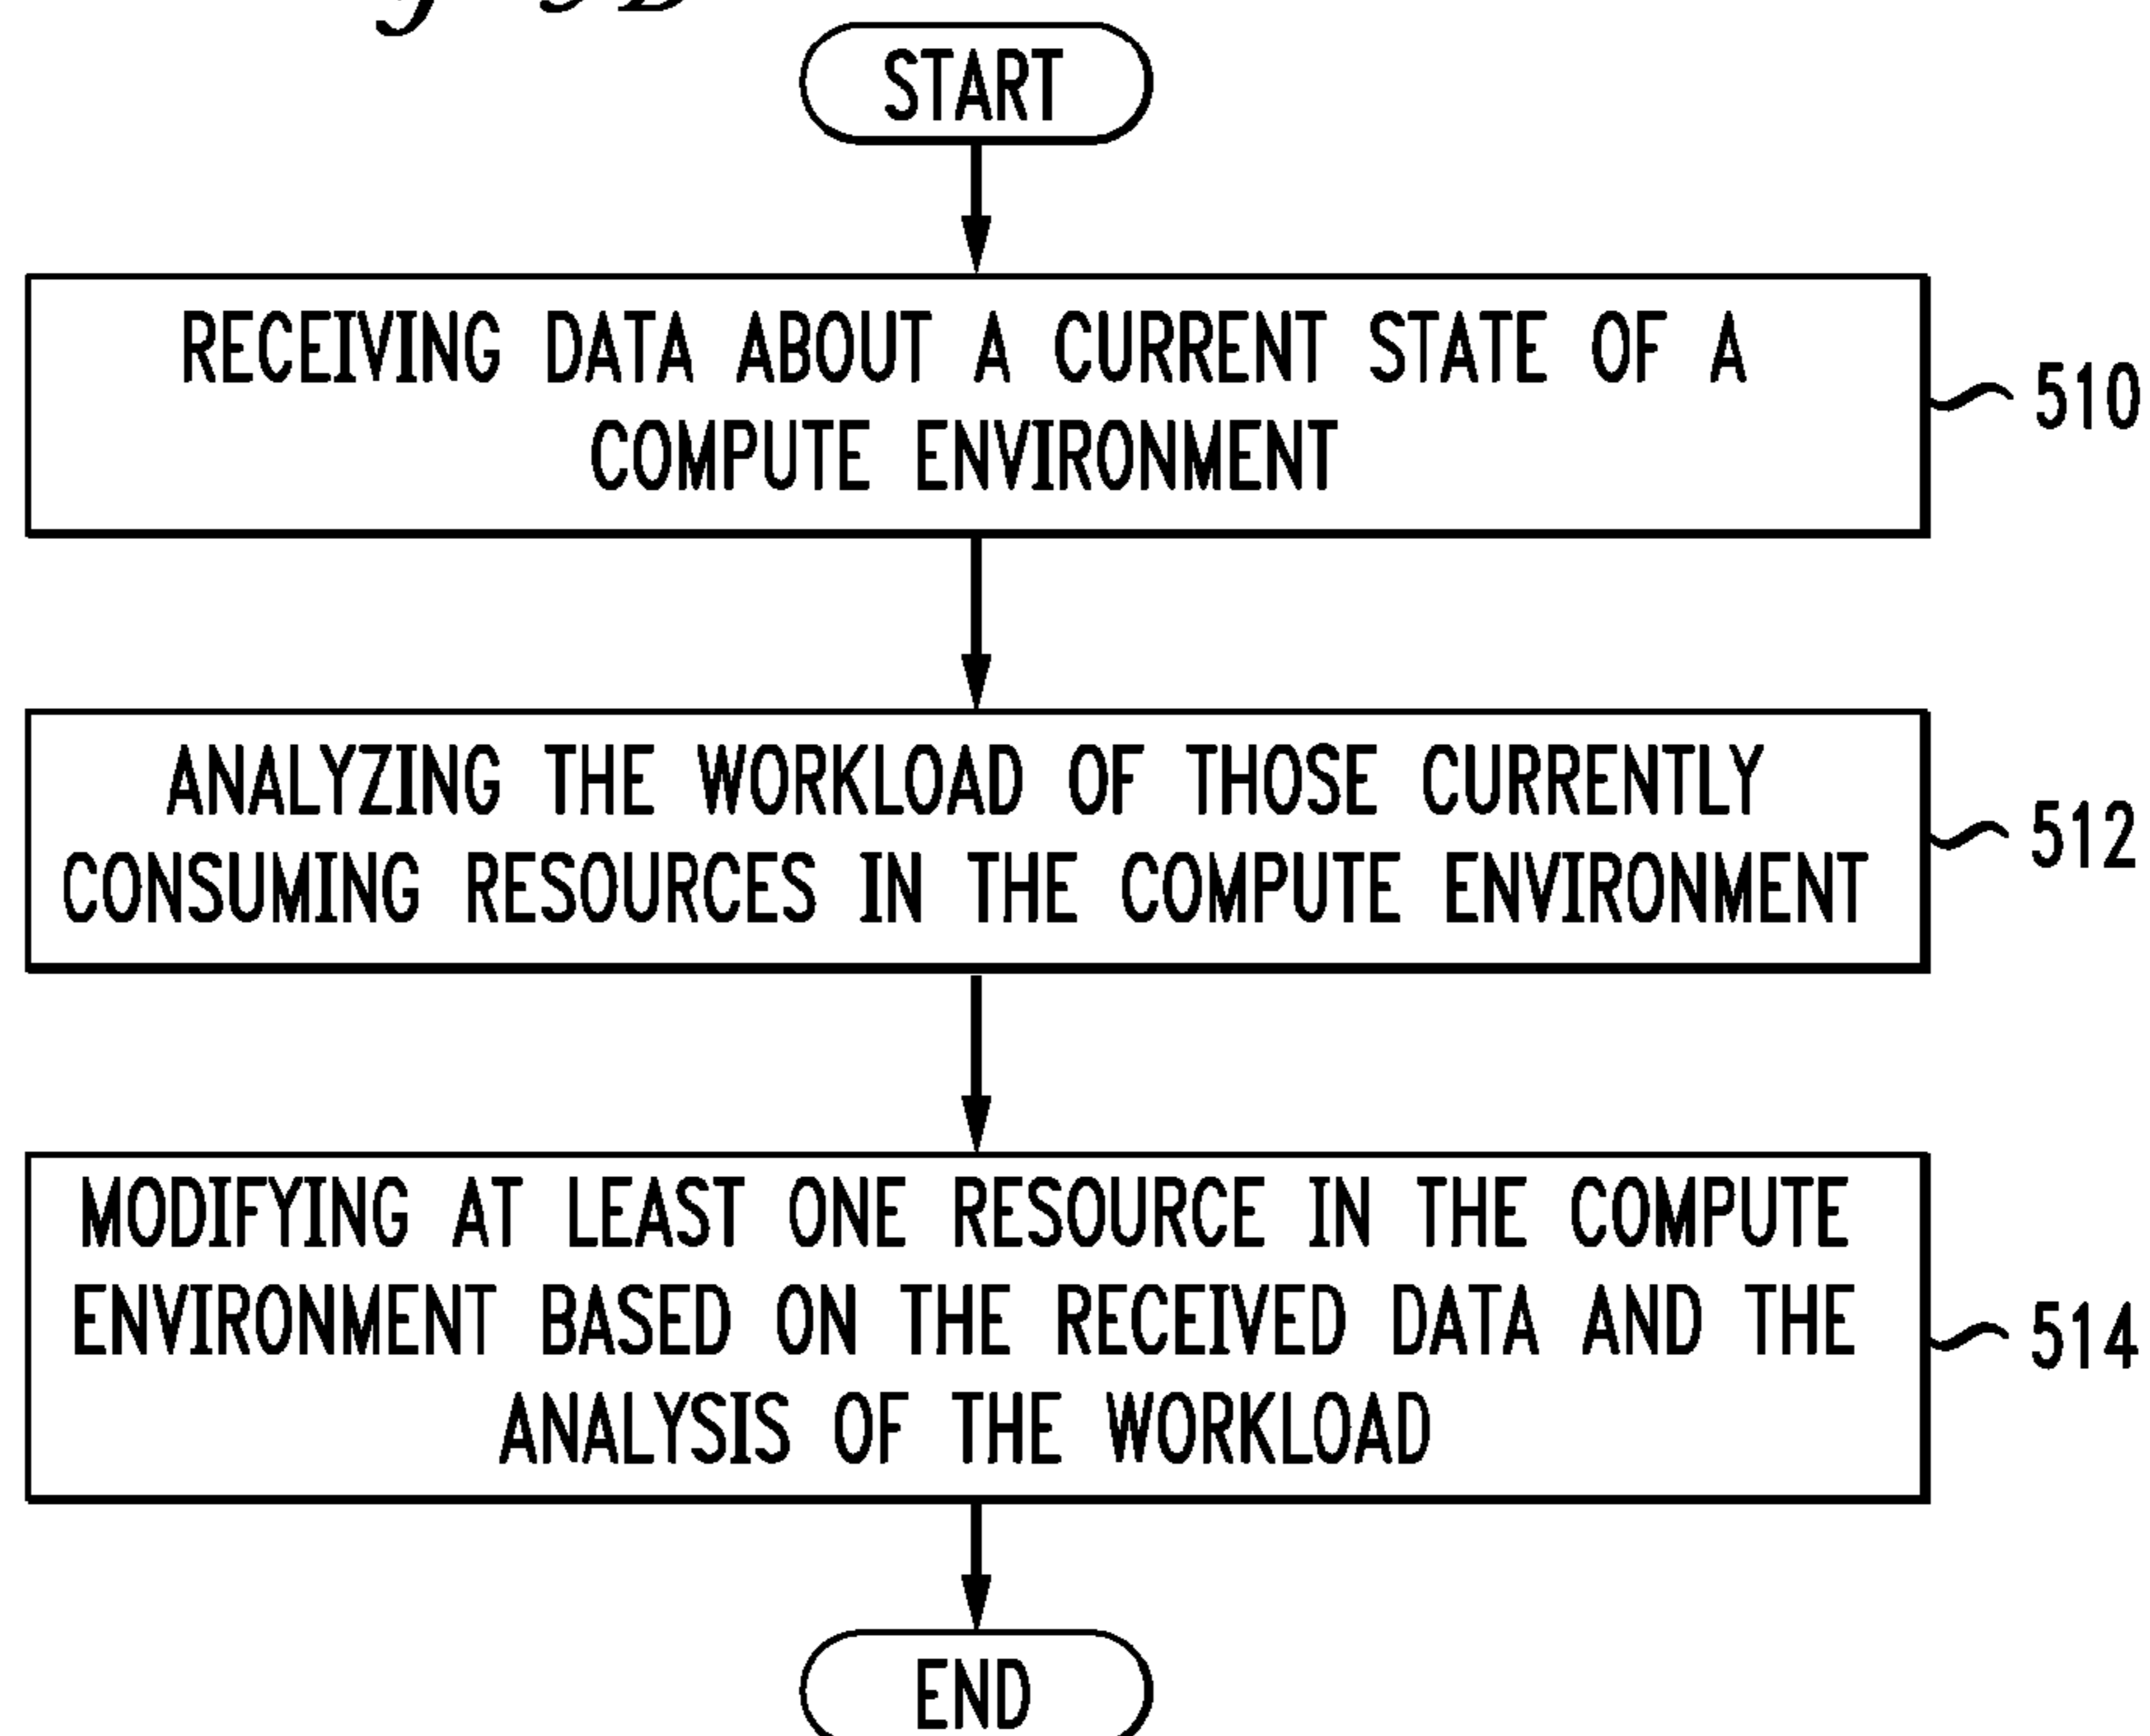 START
RECEIVING DATA ABOUT A CURRENT STATE OF A
COMPUTE ENVIRONMENT
510
ANALYZING THE WORKLOAD OF THOSE CURRENTLY
CONSUMING RESOURCES IN THE COMPUTE ENVIRONMENT
512
MODIFYING AT LEAST ONE RESOURCE IN THE COMPUTE
ENVIRONMENT BASED ON THE RECEIVED DATA AND THE
ANALYSIS OF THE WORKLOAD
514
END